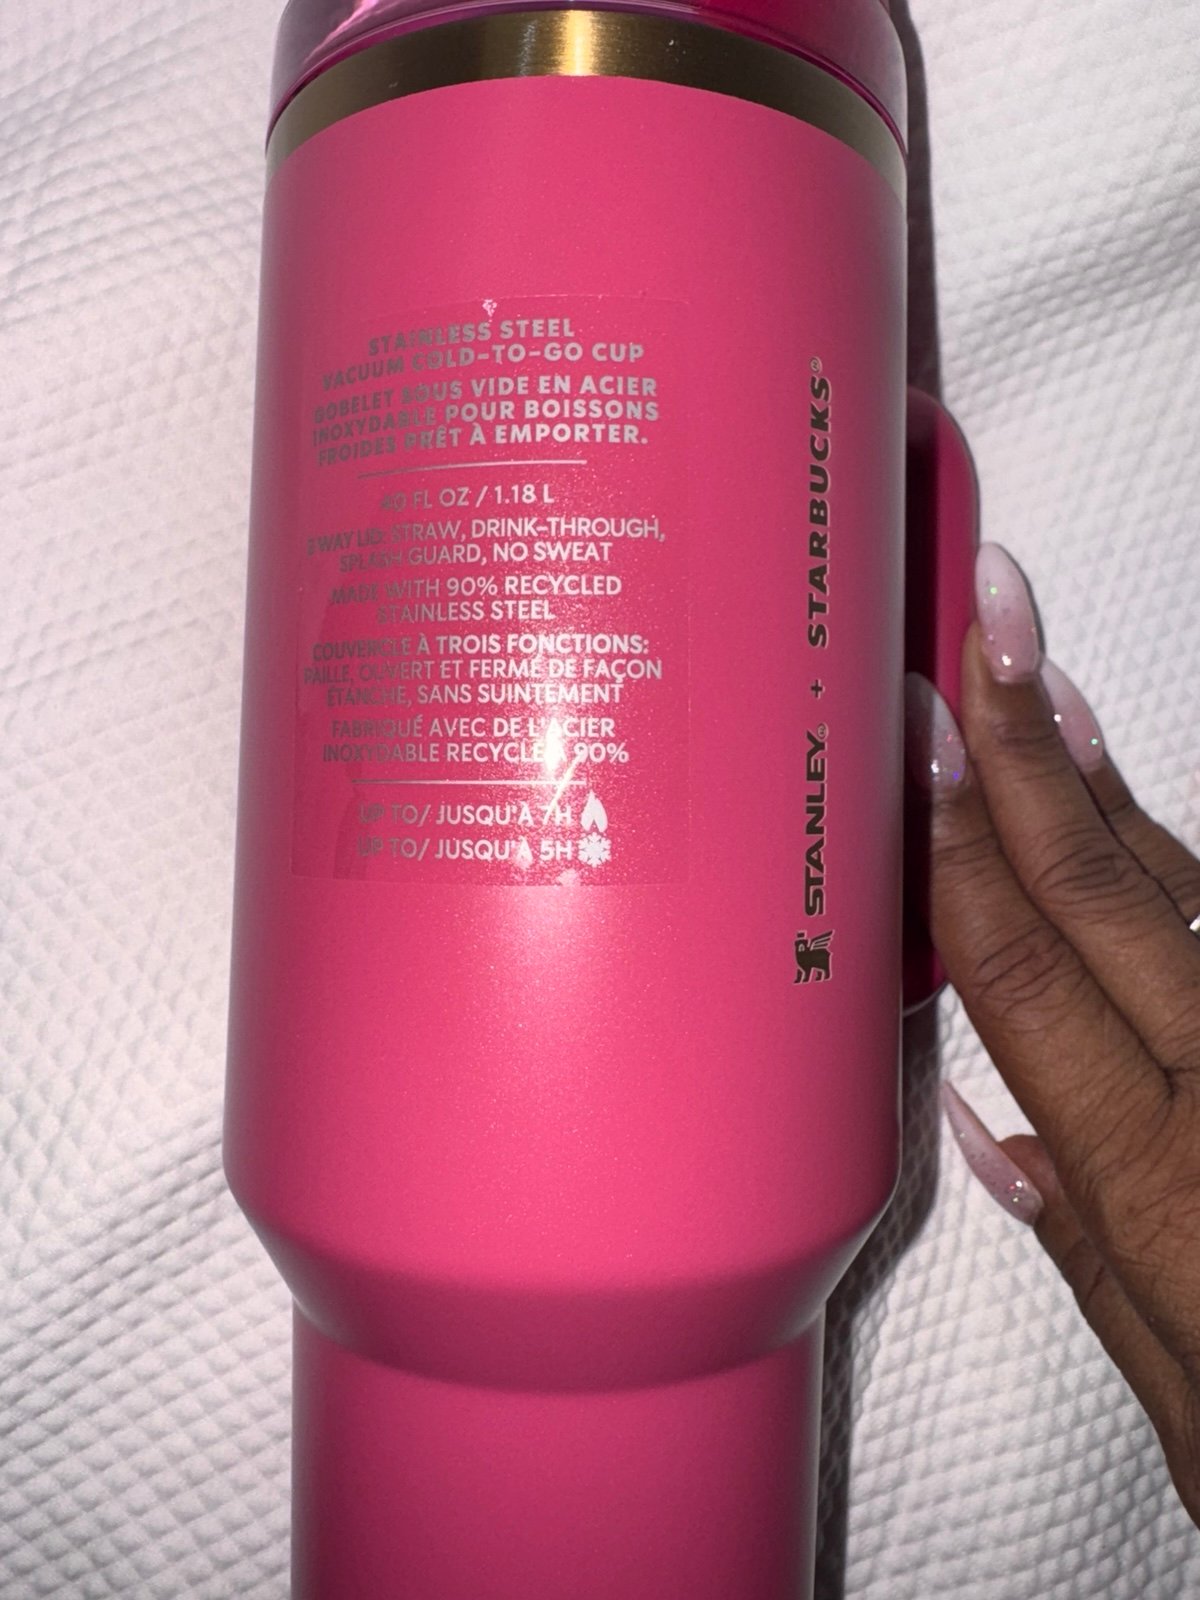 STAINLESS STEEL
VACUUM COLD-TO-GO CUP
GOBELET SOUS VIDE EN ACIER
INOXYDABLE POUR BOISSONS
FROIDES PRÊT À EMPORTER.
40 FL OZ / 1.18 L
3 WAY LID: STRAW, DRINK-THROUGH,
SPLASH GUARD, NO SWEAT
MADE WITH 90% RECYCLED
STAINLESS STEEL
COUVERCLE À TROIS FONCTIONS:
PAILLE, OUVERT ET FERMÉ DE FAÇON
ÉTANCHE, SANS SUINTEMENT
FABRIQUÉ AVEC DE L'ACIER
INOXYDABLE RECYCLÉ À 90%
UP TO/ JUSQU'À 7H
UP TO/ JUSQU'À 5H
STANLEY® + STARBUCKS®